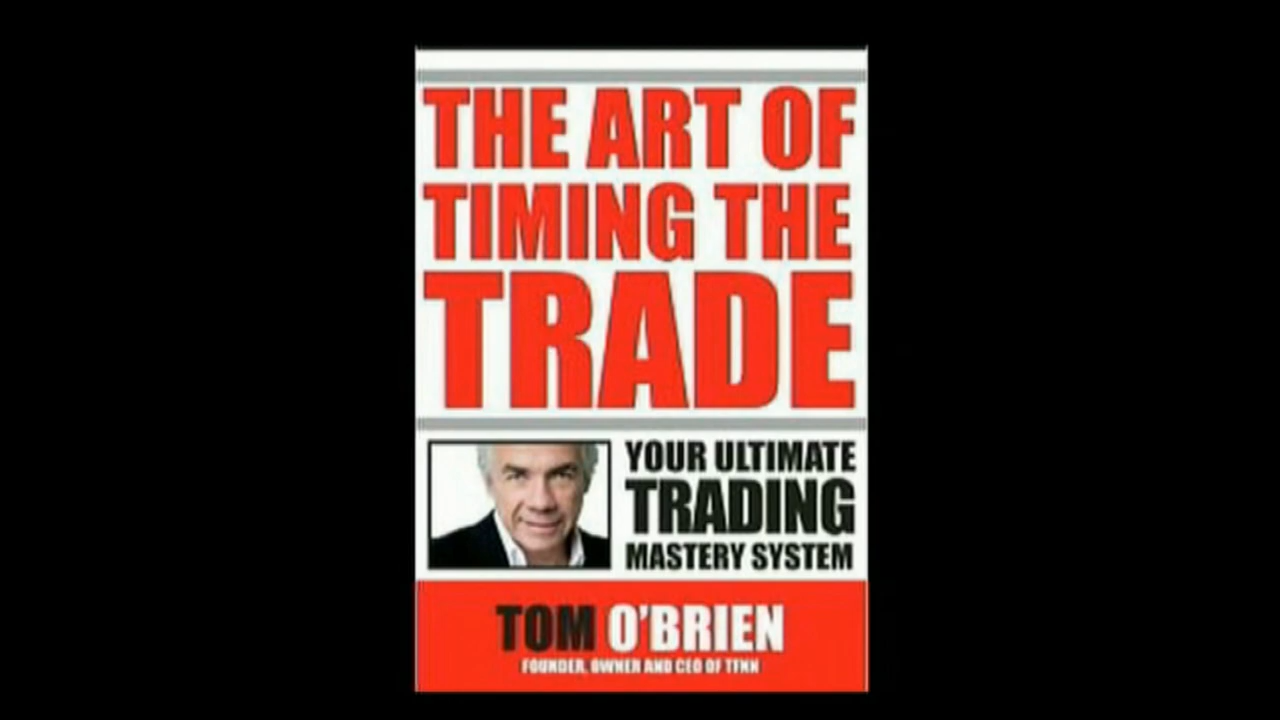 THE ART OF
TIMING THE
TRADE
YOUR ULTIMATE
TRADING
MASTERY SYSTEM
TOM O'BRIEN
FOUNDER, OWNER AND CEO OF TFNN